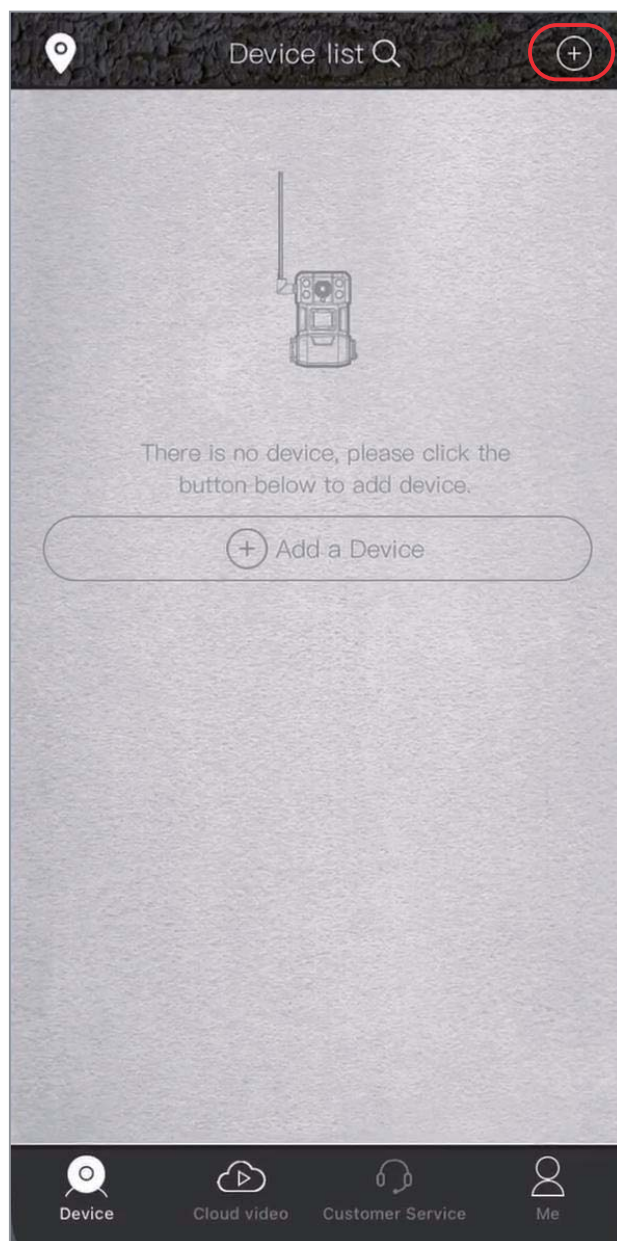 Device list
There is no device, please click the
button below to add device.
Add a Device
Device
Cloud video
Customer Service
Me